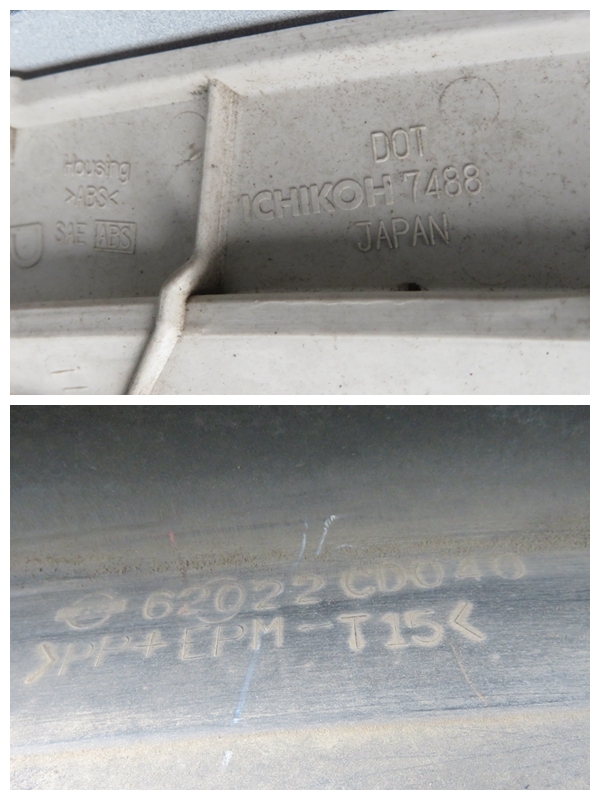 Housing
>ABS<
SAE ABS
DOT
ICHIKOH 7488
JAPAN
62022 CD040
>PP+EPM-T15<